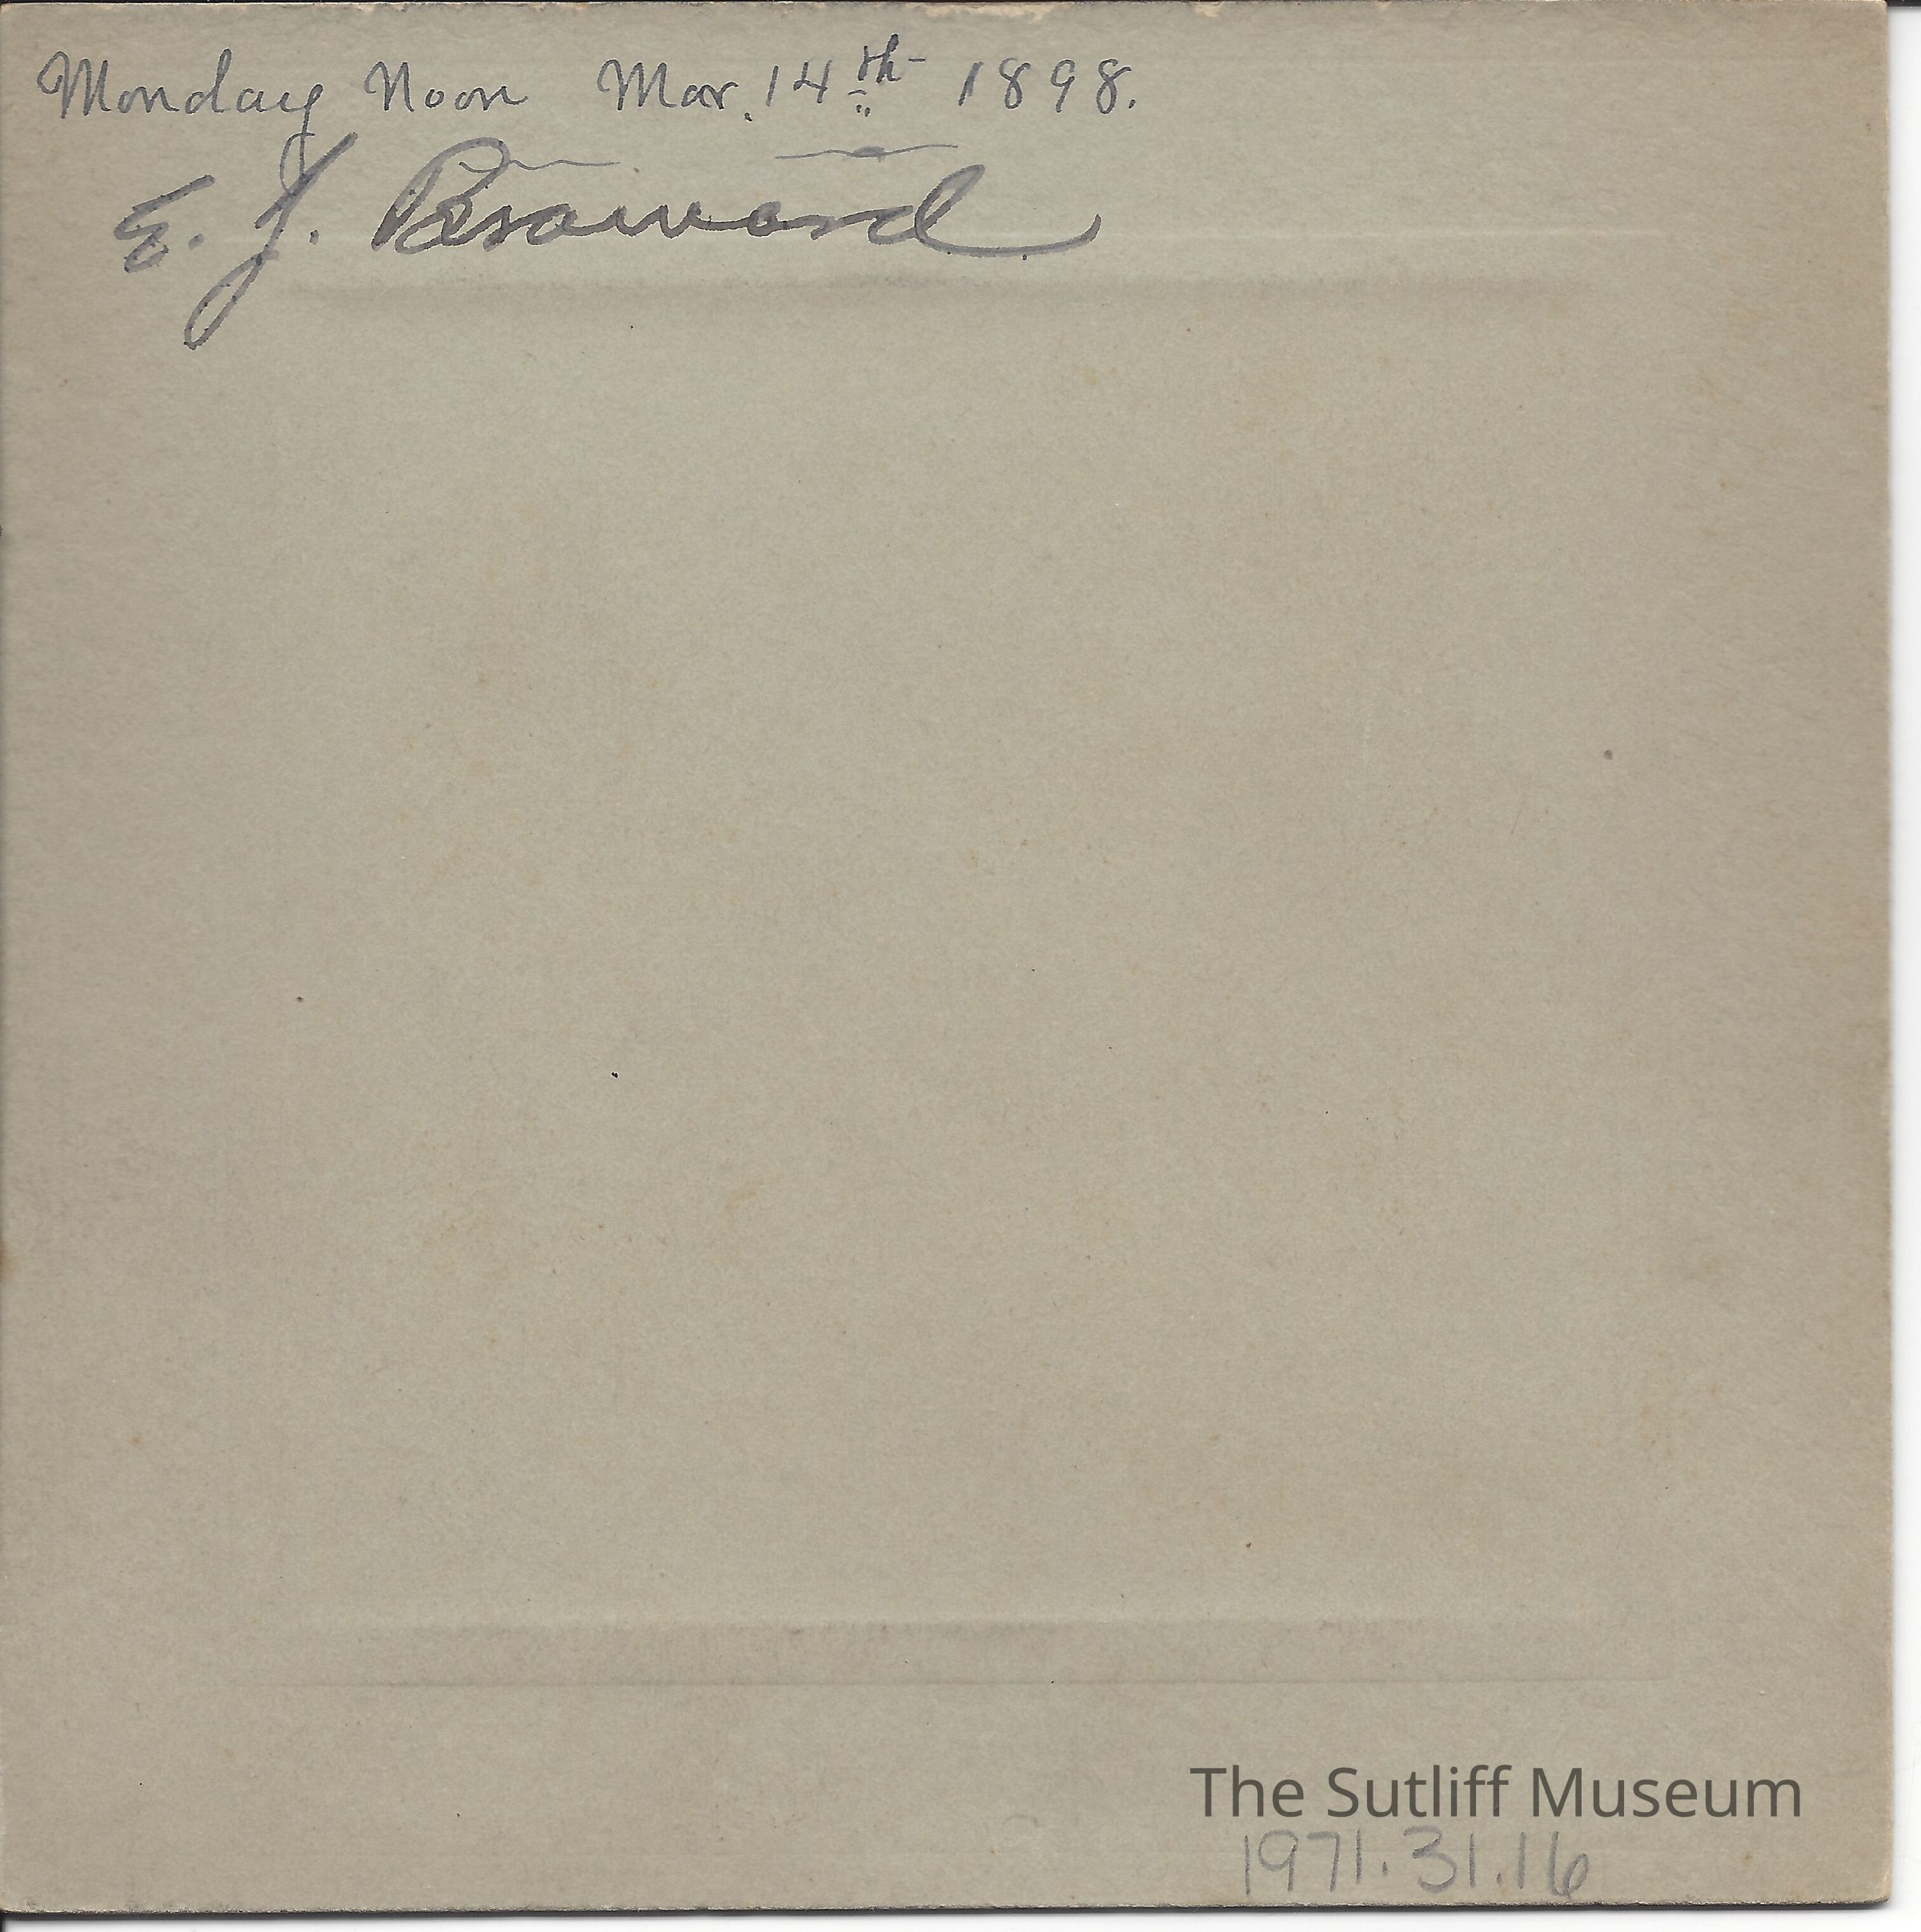 Monday Noon Mar. 14th 1898.
E. J.
The Sutliff Museum
1971.31.16